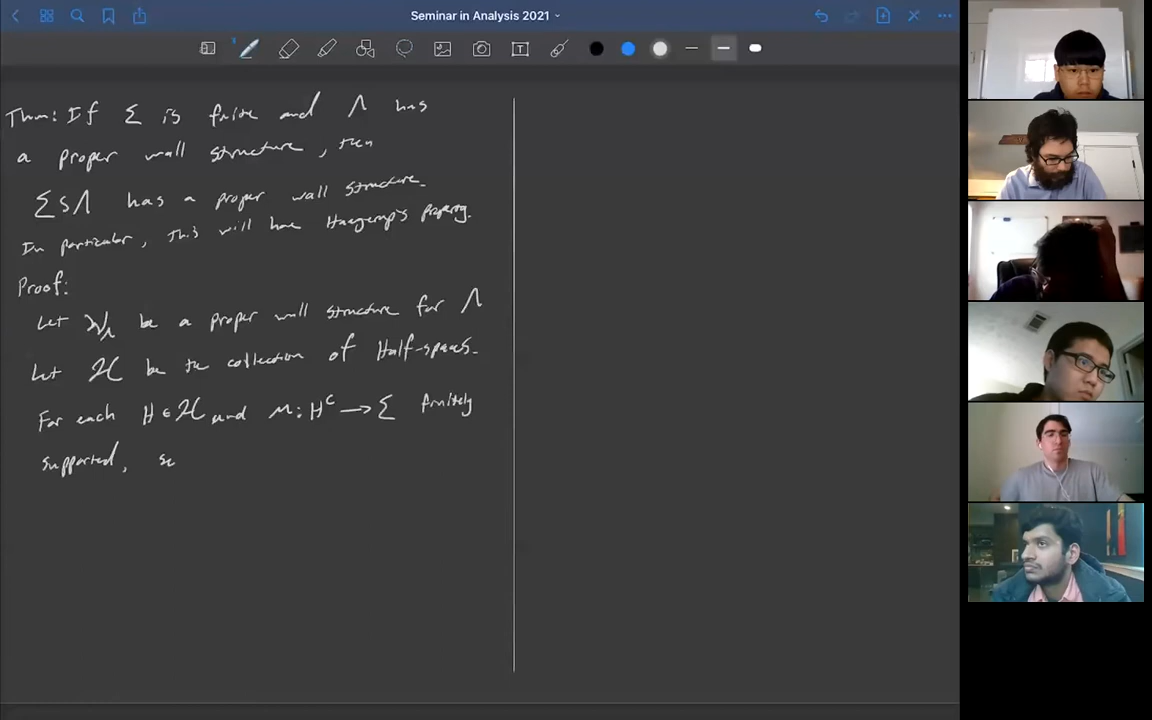 Seminar in Analysis 2021
Thm: If Σ is finite and Λ has
a proper wall structure, then
Σ≀Λ has a proper wall structure.
In particular, this will have Haagerup's property.
Proof:
Let W_Λ be a proper wall structure for Λ
Let ℋ be the collection of Half-spaces.
For each H ∈ ℋ and μ: H^c → Σ finitely
supported, se